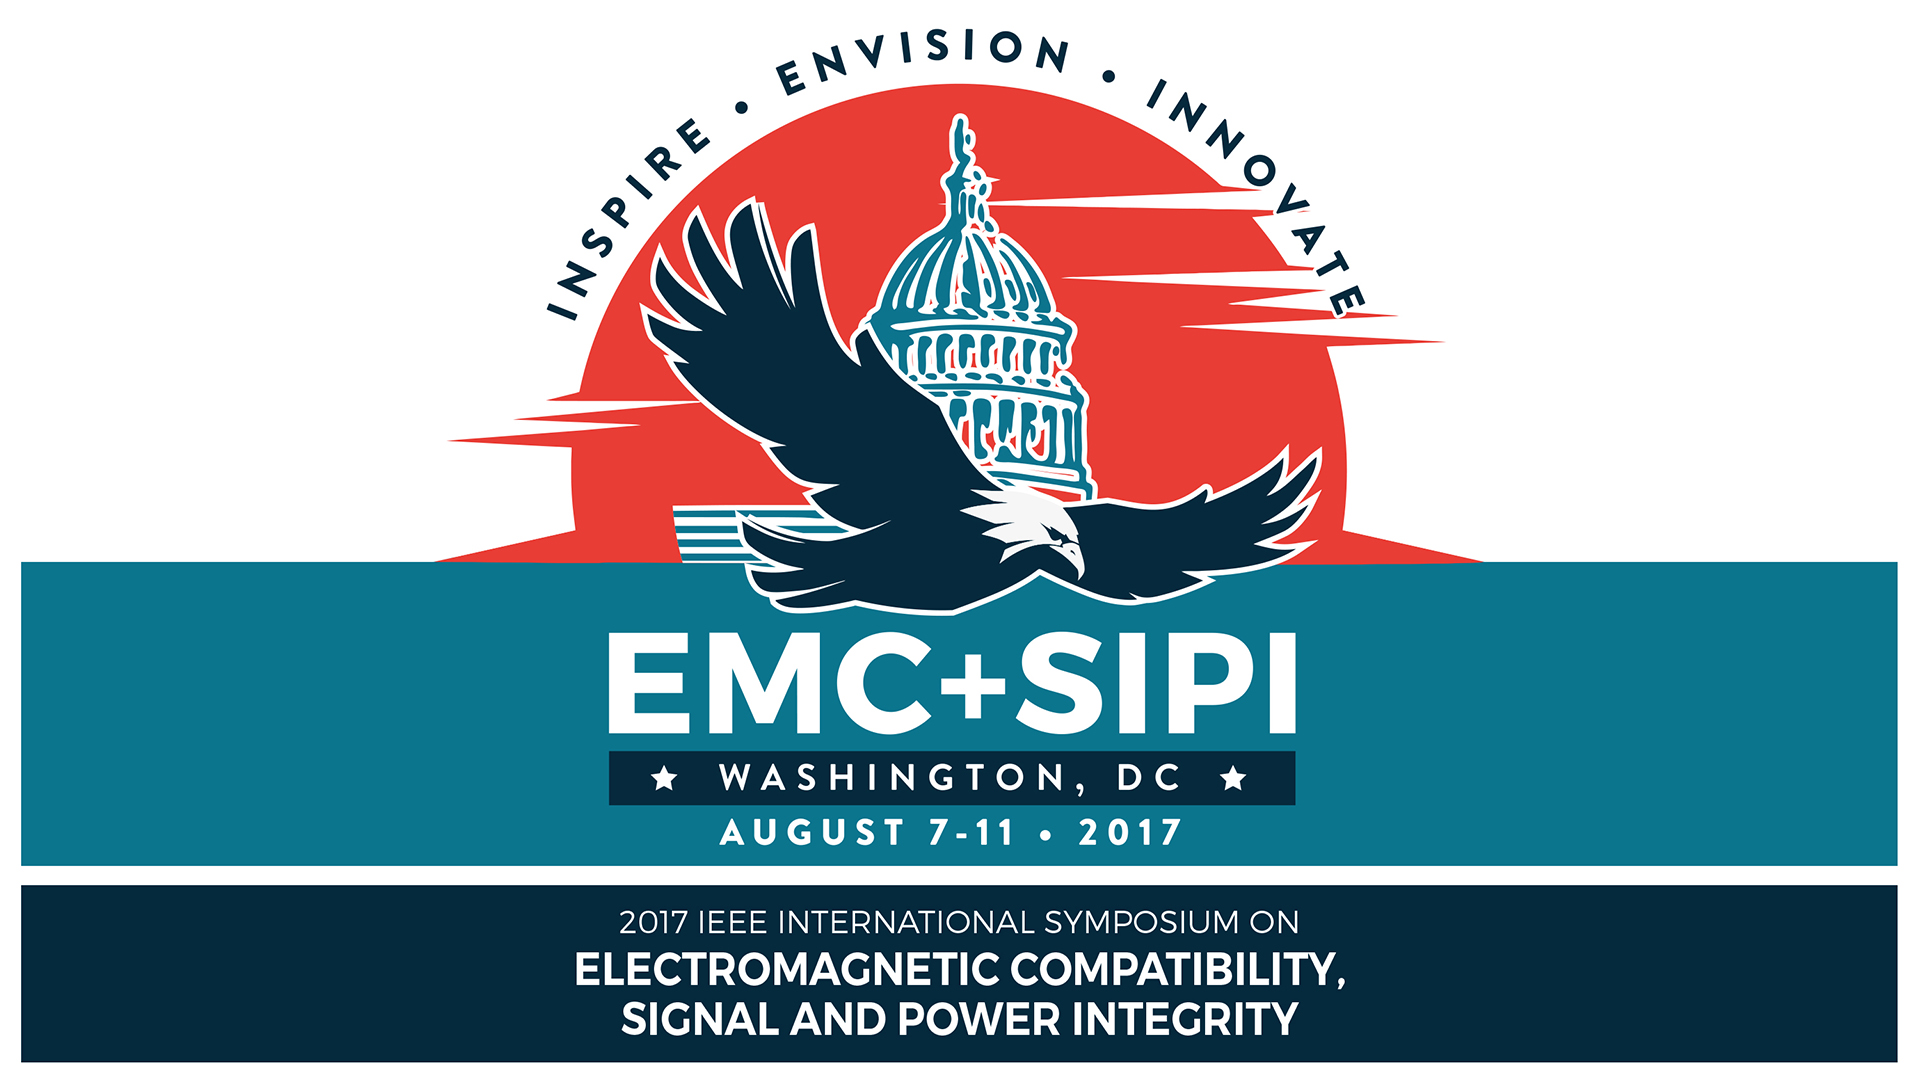 INSPIRE • ENVISION • INNOVATE
EMC+SIPI
★ WASHINGTON, DC ★
AUGUST 7-11 • 2017
2017 IEEE INTERNATIONAL SYMPOSIUM ON
ELECTROMAGNETIC COMPATIBILITY,
SIGNAL AND POWER INTEGRITY